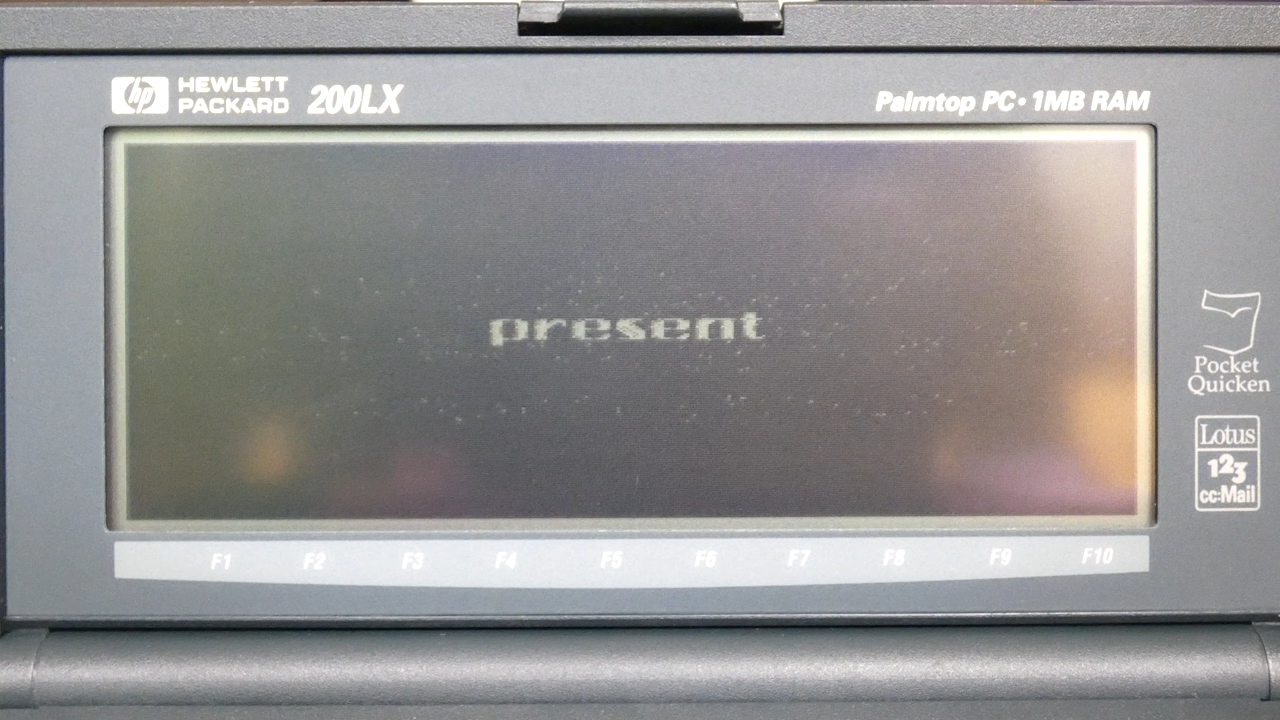 hp HEWLETT PACKARD 200LX
Palmtop PC • 1MB RAM
present
Pocket Quicken
Lotus
123
cc:Mail
F1 F2 F3 F4 F5 F6 F7 F8 F9 F10